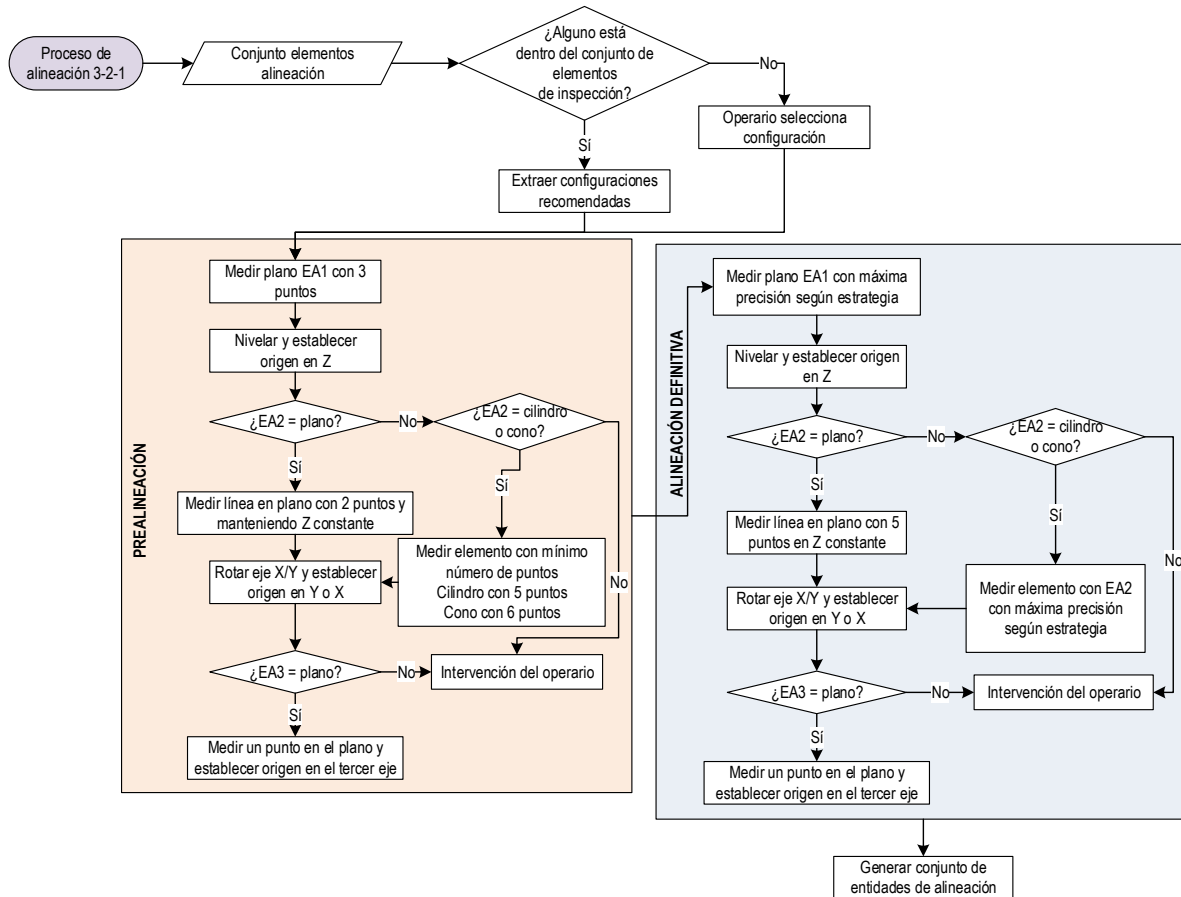 Proceso de
alineación 3-2-1
Conjunto elementos
alineación
¿Alguno está
dentro del conjunto de
elementos
de inspección?
No
Operario selecciona
configuración
Sí
Extraer configuraciones
recomendadas
PREALINEACIÓN
Medir plano EA1 con 3
puntos
Nivelar y establecer
origen en Z
¿EA2 = plano?
No
¿EA2 = cilindro
o cono?
Sí
Sí
Medir línea en plano con 2 puntos y
manteniendo Z constante
Medir elemento con mínimo
número de puntos
Cilindro con 5 puntos
Cono con 6 puntos
No
Rotar eje X/Y y establecer
origen en Y o X
¿EA3 = plano?
No
Intervención del operario
Sí
Medir un punto en el plano y
establecer origen en el tercer eje
ALINEACIÓN DEFINITIVA
Medir plano EA1 con máxima
precisión según estrategia
Nivelar y establecer origen
en Z
¿EA2 = plano?
No
¿EA2 = cilindro
o cono?
Sí
Sí
Medir línea en plano con 5
puntos en Z constante
No
Medir elemento con EA2
con máxima precisión
según estrategia
Rotar eje X/Y y establecer
origen en Y o X
¿EA3 = plano?
No
Intervención del operario
Sí
Medir un punto en el plano y
establecer origen en el tercer eje
Generar conjunto de
entidades de alineación